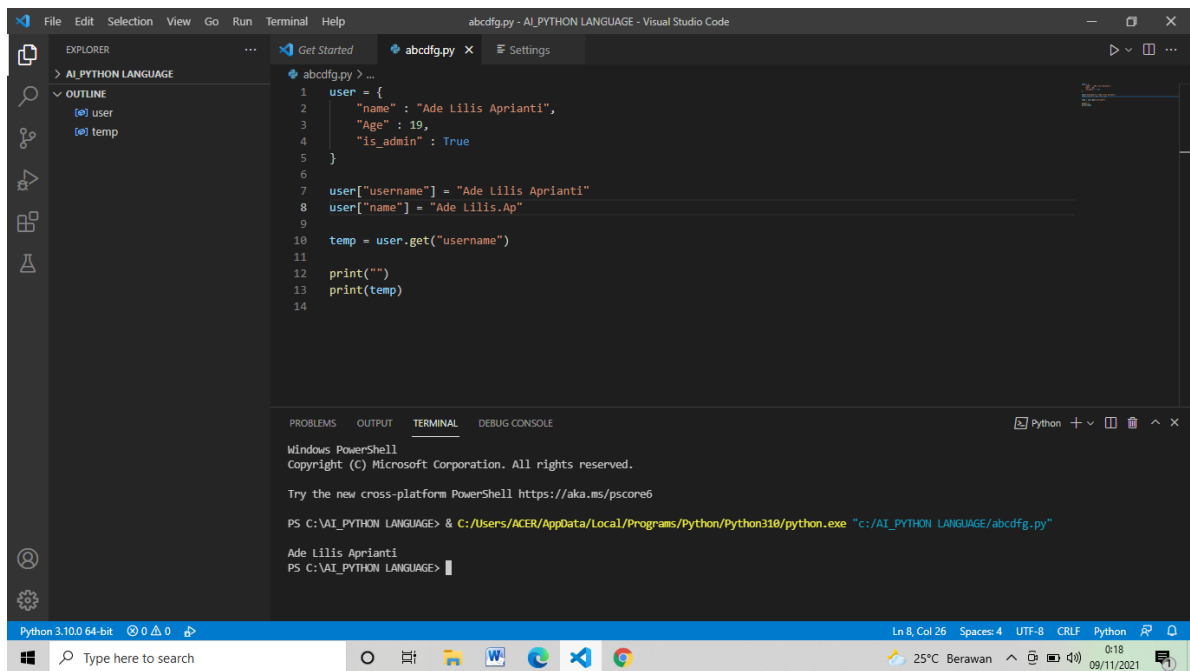 File Edit Selection View Go Run Terminal Help
abcdfg.py - AI_PYTHON LANGUAGE - Visual Studio Code
EXPLORER
AI_PYTHON LANGUAGE
OUTLINE
user
temp
Get Started
abcdfg.py
Settings
abcdfg.py > ...
1 user = {
2     "name" : "Ade Lilis Aprianti",
3     "Age" : 19,
4     "is_admin" : True
5 }
6
7 user["username"] = "Ade Lilis Aprianti"
8 user["name"] = "Ade Lilis.Ap"
9
10 temp = user.get("username")
11
12 print("")
13 print(temp)
14
PROBLEMS OUTPUT TERMINAL DEBUG CONSOLE
Python
Windows PowerShell
Copyright (C) Microsoft Corporation. All rights reserved.
Try the new cross-platform PowerShell https://aka.ms/pscore6
PS C:\AI_PYTHON LANGUAGE> & C:/Users/ACER/AppData/Local/Programs/Python/Python310/python.exe "c:/AI_PYTHON LANGUAGE/abcdfg.py"
Ade Lilis Aprianti
PS C:\AI_PYTHON LANGUAGE>
Python 3.10.0 64-bit 0 0
Ln 8, Col 26 Spaces: 4 UTF-8 CRLF Python
Type here to search
25°C Berawan
0:18
09/11/2021
1